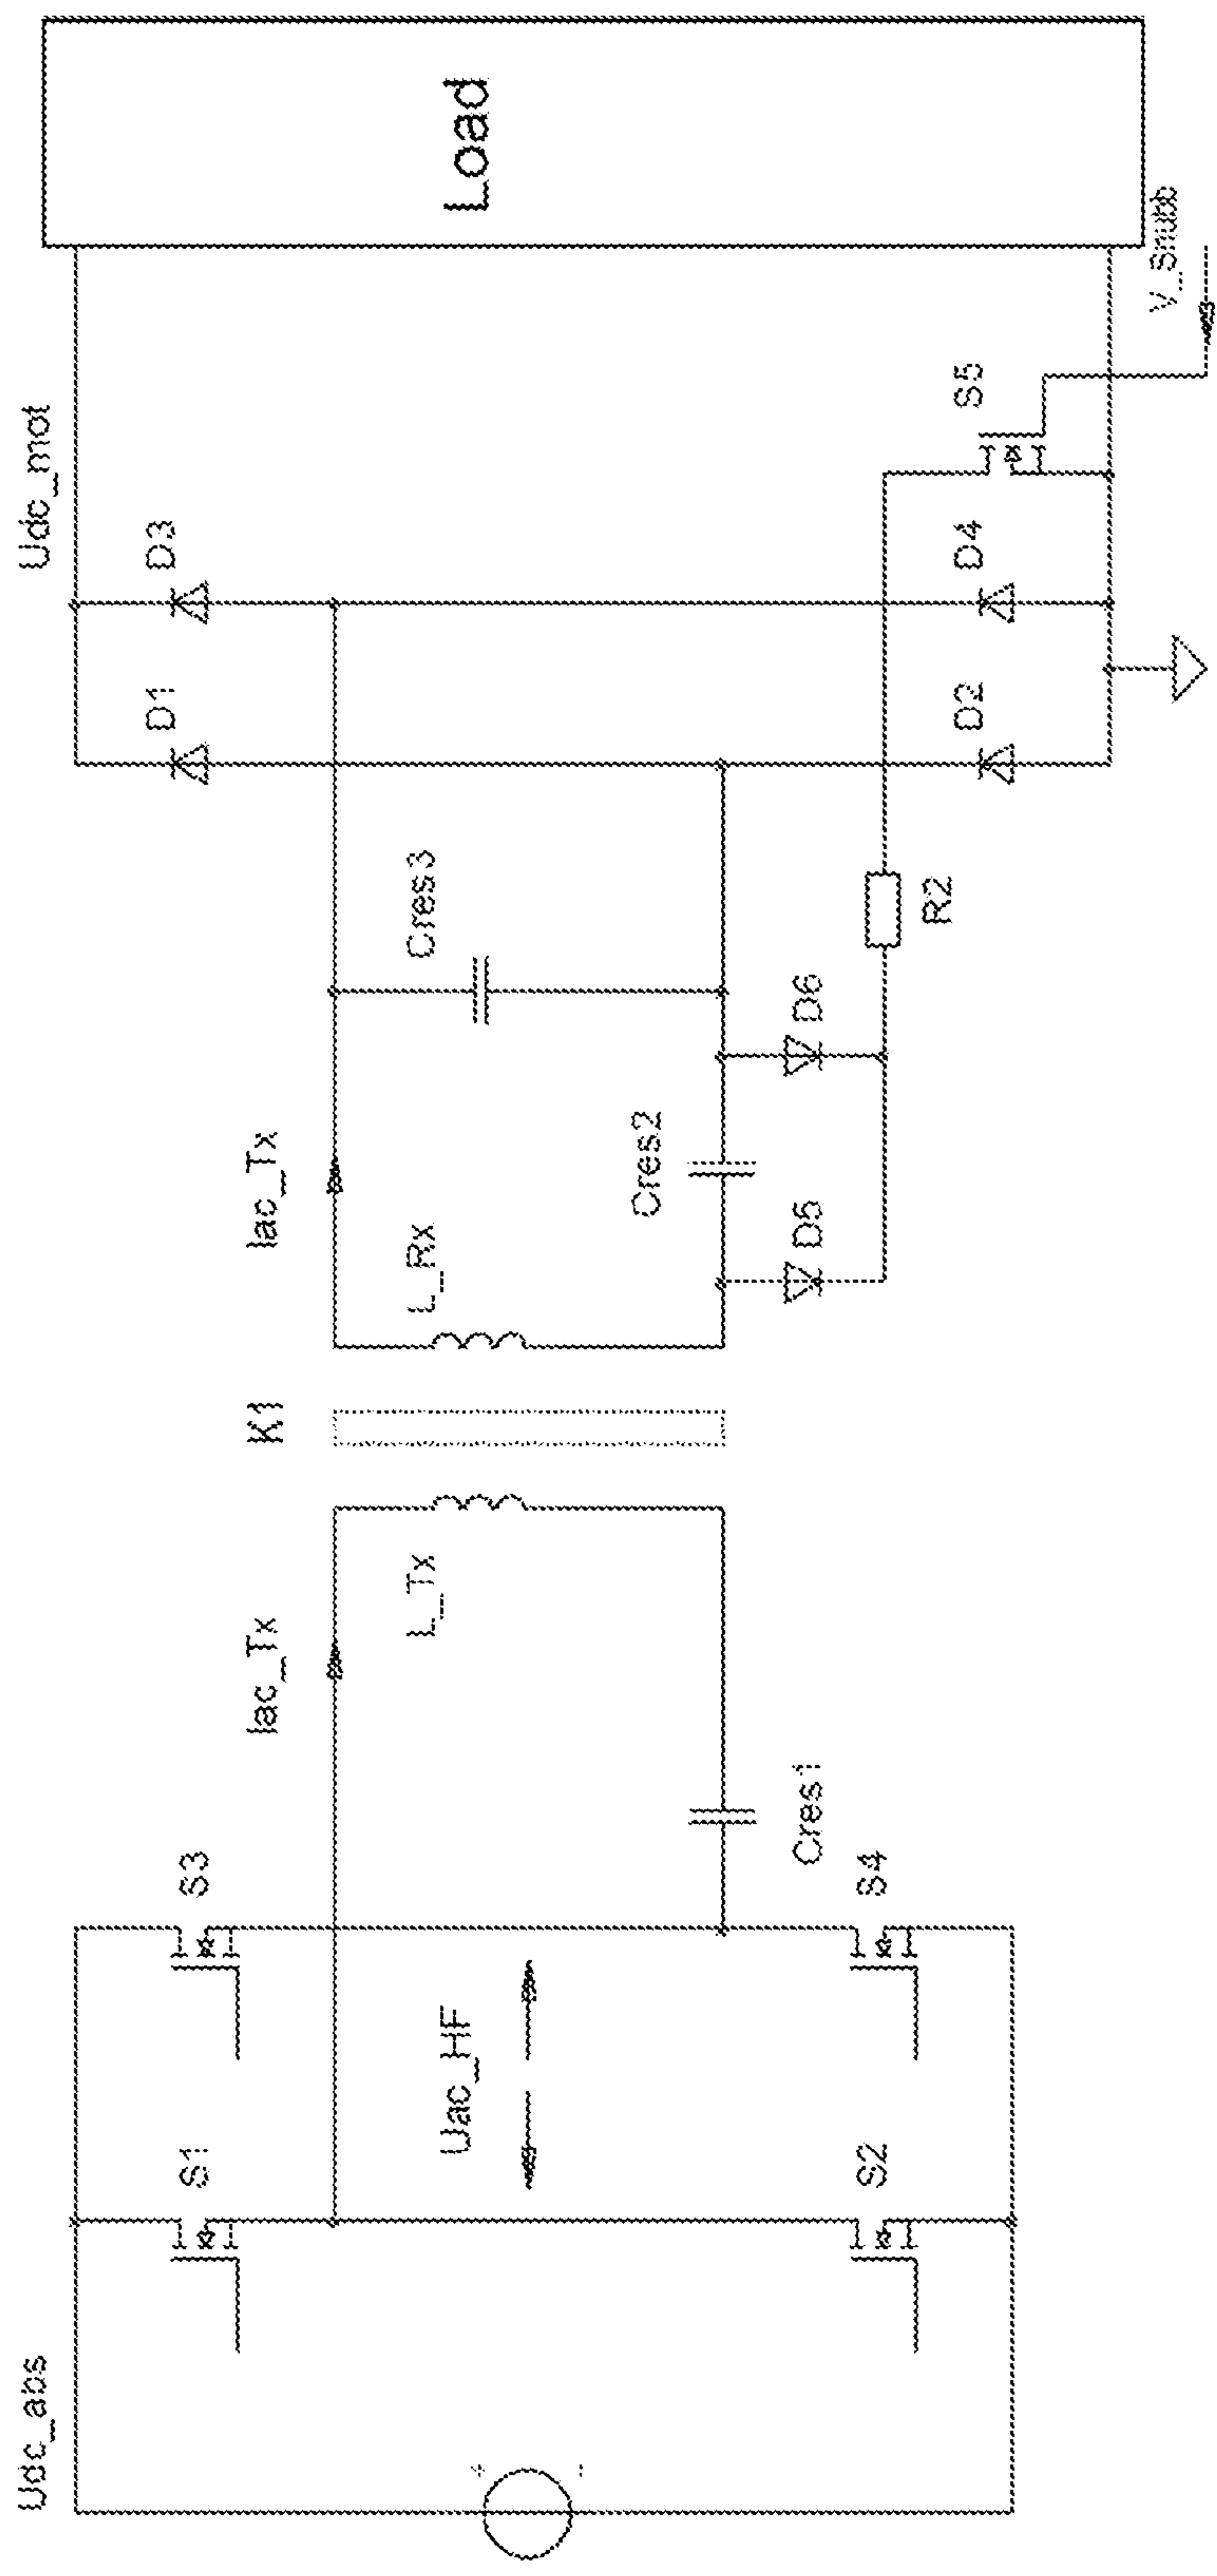 Udc_abs
Udc_mot
S1
S3
Iac_Tx
K1
Iac_Tx
D1
D3
Uac_HF
L_Tx
L_Rx
Cres3
Load
+
-
Cres2
S2
S4
Cres1
D5
D6
R2
D2
D4
S5
V_Snubb